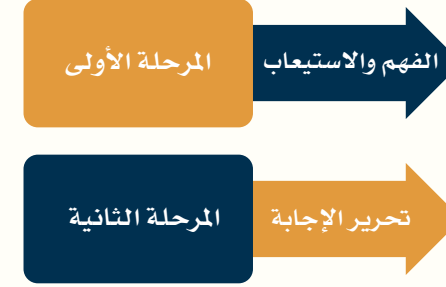 المرحلة الأولى
الفهم والاستيعاب
المرحلة الثانية
تحرير الإجابة